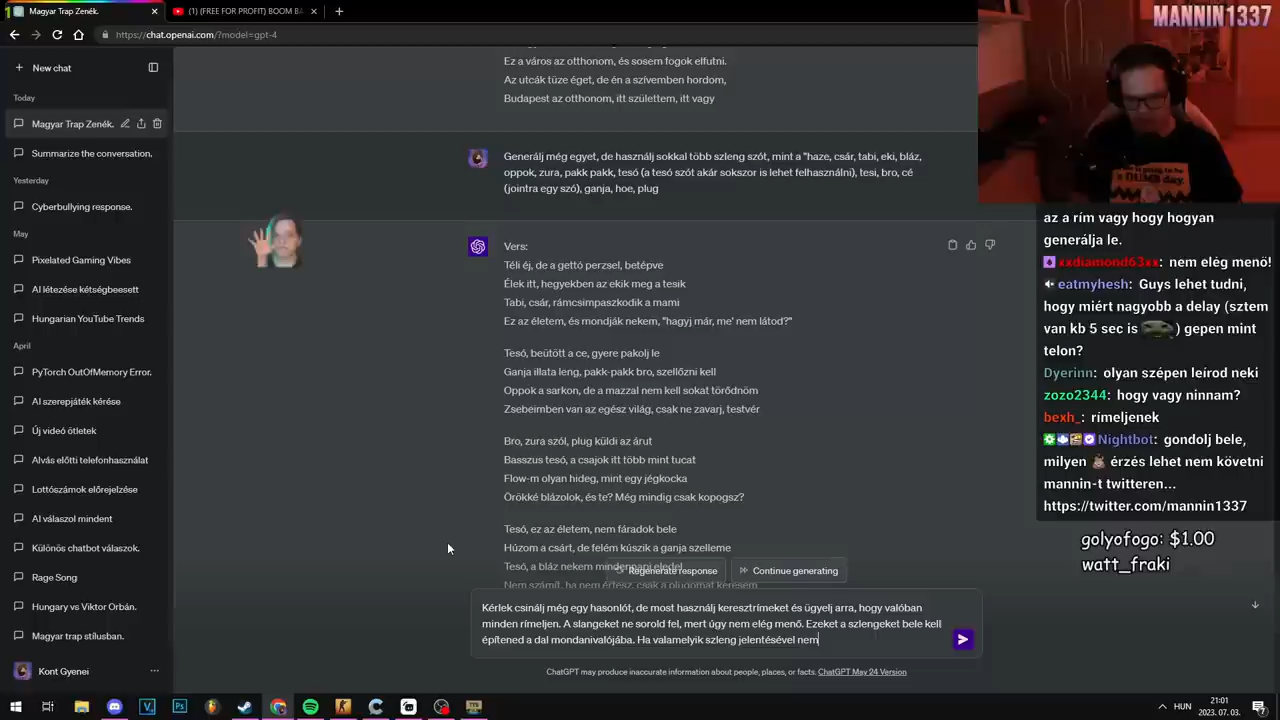 Magyar Trap Zenék.
(1) (FREE FOR PROFIT) BOOM BA
https://chat.openai.com/?model=gpt-4
MANNIN1337
New chat
Today
Magyar Trap Zenék.
Summarize the conversation.
Yesterday
Cyberbullying response.
May
Pixelated Gaming Vibes
AI létezése kétségbeesett
Hungarian YouTube Trends
April
PyTorch OutOfMemory Error.
AI szerepjáték kérése
Új videó ötletek
Alvás előtti telefonhasználat
Lottószámok előrejelzése
AI válaszol mindent
Különös chatbot válaszok.
Rage Song
Hungary vs Viktor Orbán.
Magyar trap stílusban.
Kont Gyenei
Ez a város az otthonom, és sosem fogok elfutni.
Az utcák tüze éget, de én a szívemben hordom,
Budapest az otthonom, itt születtem, itt vagy
Generálj még egyet, de használj sokkal több szleng szót, mint a "haze, csár, tabi, eki, bláz,
oppok, zura, pakk pakk, tesó (a tesó szót akár sokszor is lehet felhasználni), tesi, bro, cé
(jointra egy szó), ganja, hoe, plug
Vers:
Téli éj, de a gettó perzsel, betépve
Élek itt, hegyekben az ekik meg a tesik
Tabi, csár, rámcsimpaszkodik a mami
Ez az életem, és mondják nekem, "hagyj már, me' nem látod?"
Tesó, beütött a ce, gyere pakolj le
Ganja illata leng, pakk-pakk bro, szellőzni kell
Oppok a sarkon, de a mazzal nem kell sokat törődnöm
Zsebeimben van az egész világ, csak ne zavarj, testvér
Bro, zura szól, plug küldi az árut
Basszus tesó, a csajok itt több mint tucat
Flow-m olyan hideg, mint egy jégkocka
Örökké blázolok, és te? Még mindig csak kopogsz?
Tesó, ez az életem, nem fáradok bele
Húzom a csárt, de felém kúszik a ganja szelleme
Tesó, a bláz nekem mindennapi eledel
Nem számít, ha nem értesz, csak a plugomat kérésem
Regenerate response
Continue generating
Kérlek csinálj még egy hasonlót, de most használj keresztrímeket és ügyelj arra, hogy valóban
minden rímeljen. A slangeket ne sorold fel, mert úgy nem elég menő. Ezeket a szlengeket bele kell
építened a dal mondanivalójába. Ha valamelyik szleng jelentésével nem
ChatGPT may produce inaccurate information about people, places, or facts. ChatGPT May 24 Version
az a rím vagy hogy hogyan
generálja le.
xxdiamond63xx: nem elég menő!
eatmyhesh: Guys lehet tudni,
hogy miért nagyobb a delay (sztem
van kb 5 sec is ) gepen mint
telon?
Dyerinn: olyan szépen leírod neki
zozo2344: hogy vagy ninnam?
bexh_: rímeljenek
Nightbot: gondolj bele,
milyen érzés lehet nem követni
mannin-t twitteren...
https://twitter.com/mannin1337
golyofogo: $1.00
watt_fraki
HUN
21:01
2023. 07. 03.